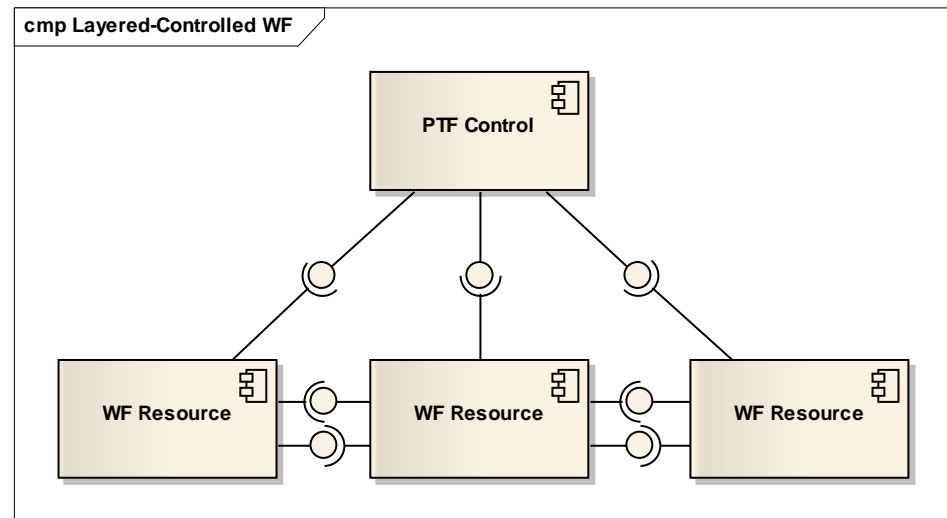 cmp Layered-Controlled WF
PTF Control
WF Resource
WF Resource
WF Resource